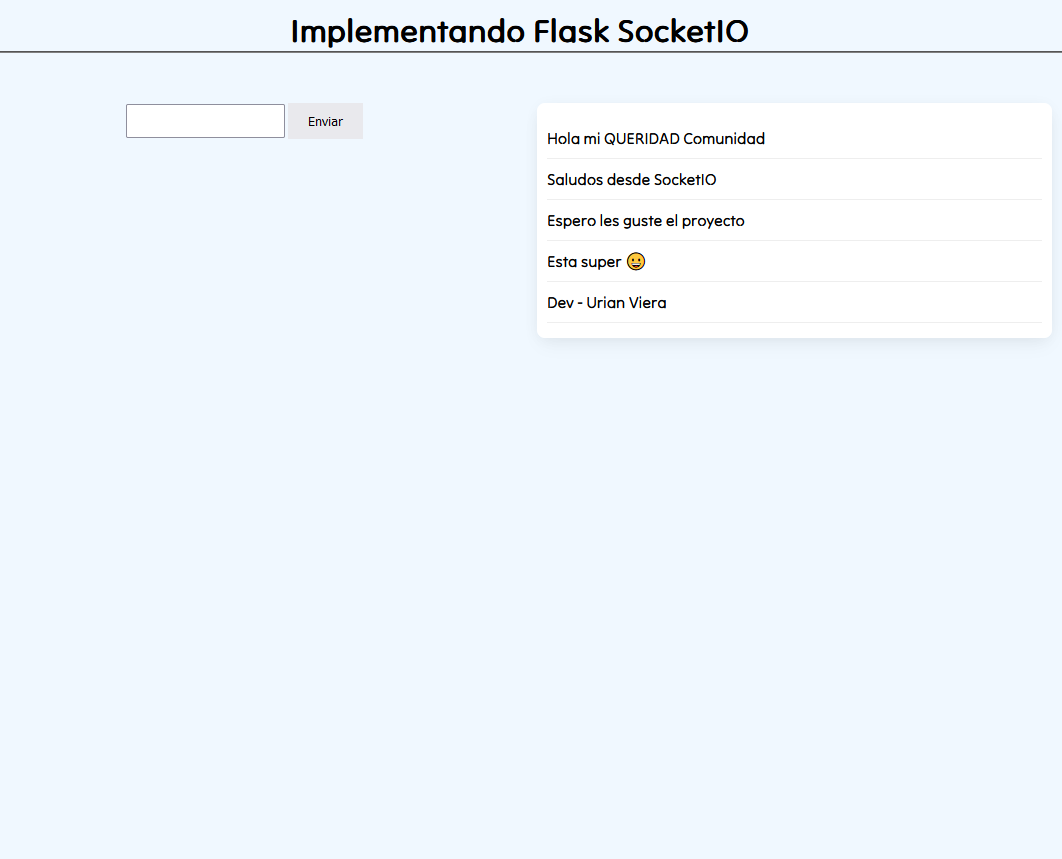 Implementando Flask SocketIO
Enviar
Hola mi QUERIDAD Comunidad
Saludos desde SocketIO
Espero les guste el proyecto
Esta super 😀
Dev - Urian Viera